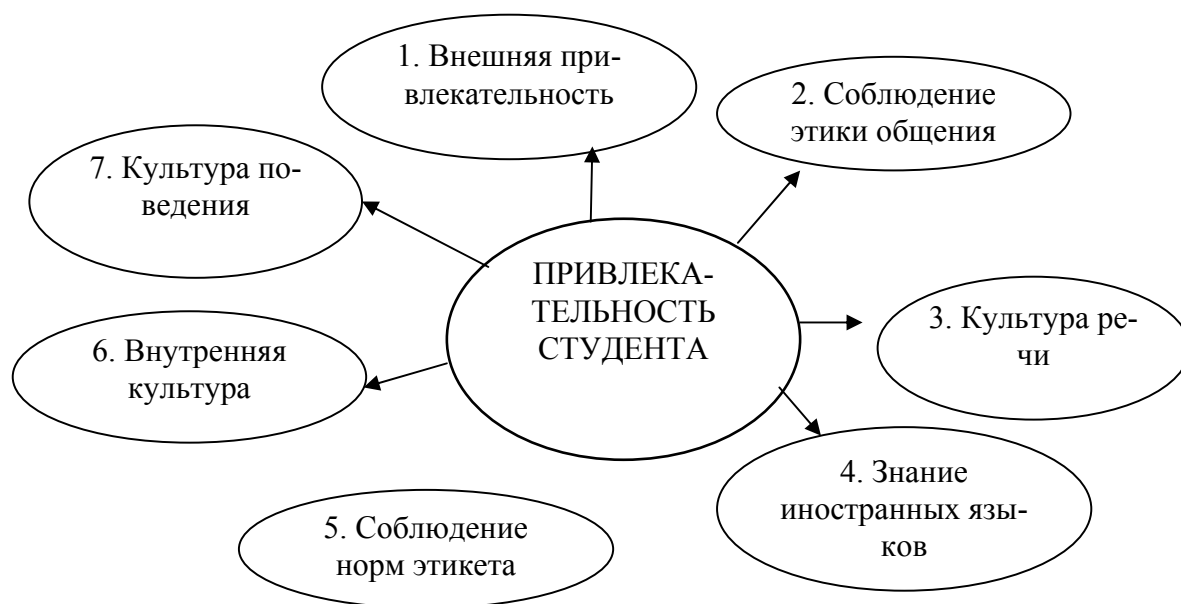 1. Внешняя при-
влекательность
2. Соблюдение
этики общения
7. Культура по-
ведения
ПРИВЛЕКА-
ТЕЛЬНОСТЬ
СТУДЕНТА
3. Культура ре-
чи
6. Внутренняя
культура
4. Знание
иностранных язы-
ков
5. Соблюдение
норм этикета